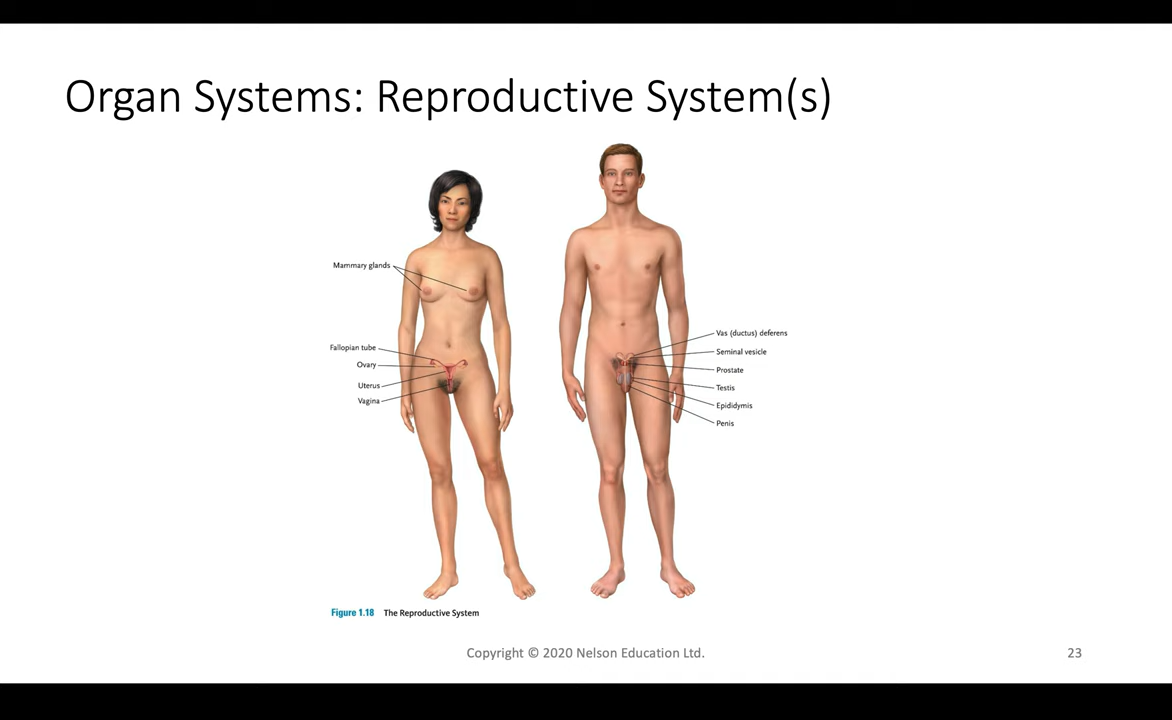 Organ Systems: Reproductive System(s)
Mammary glands
Fallopian tube
Ovary
Uterus
Vagina
Vas (ductus) deferens
Seminal vesicle
Prostate
Testis
Epididymis
Penis
Figure 1.18 The Reproductive System
Copyright © 2020 Nelson Education Ltd.
23